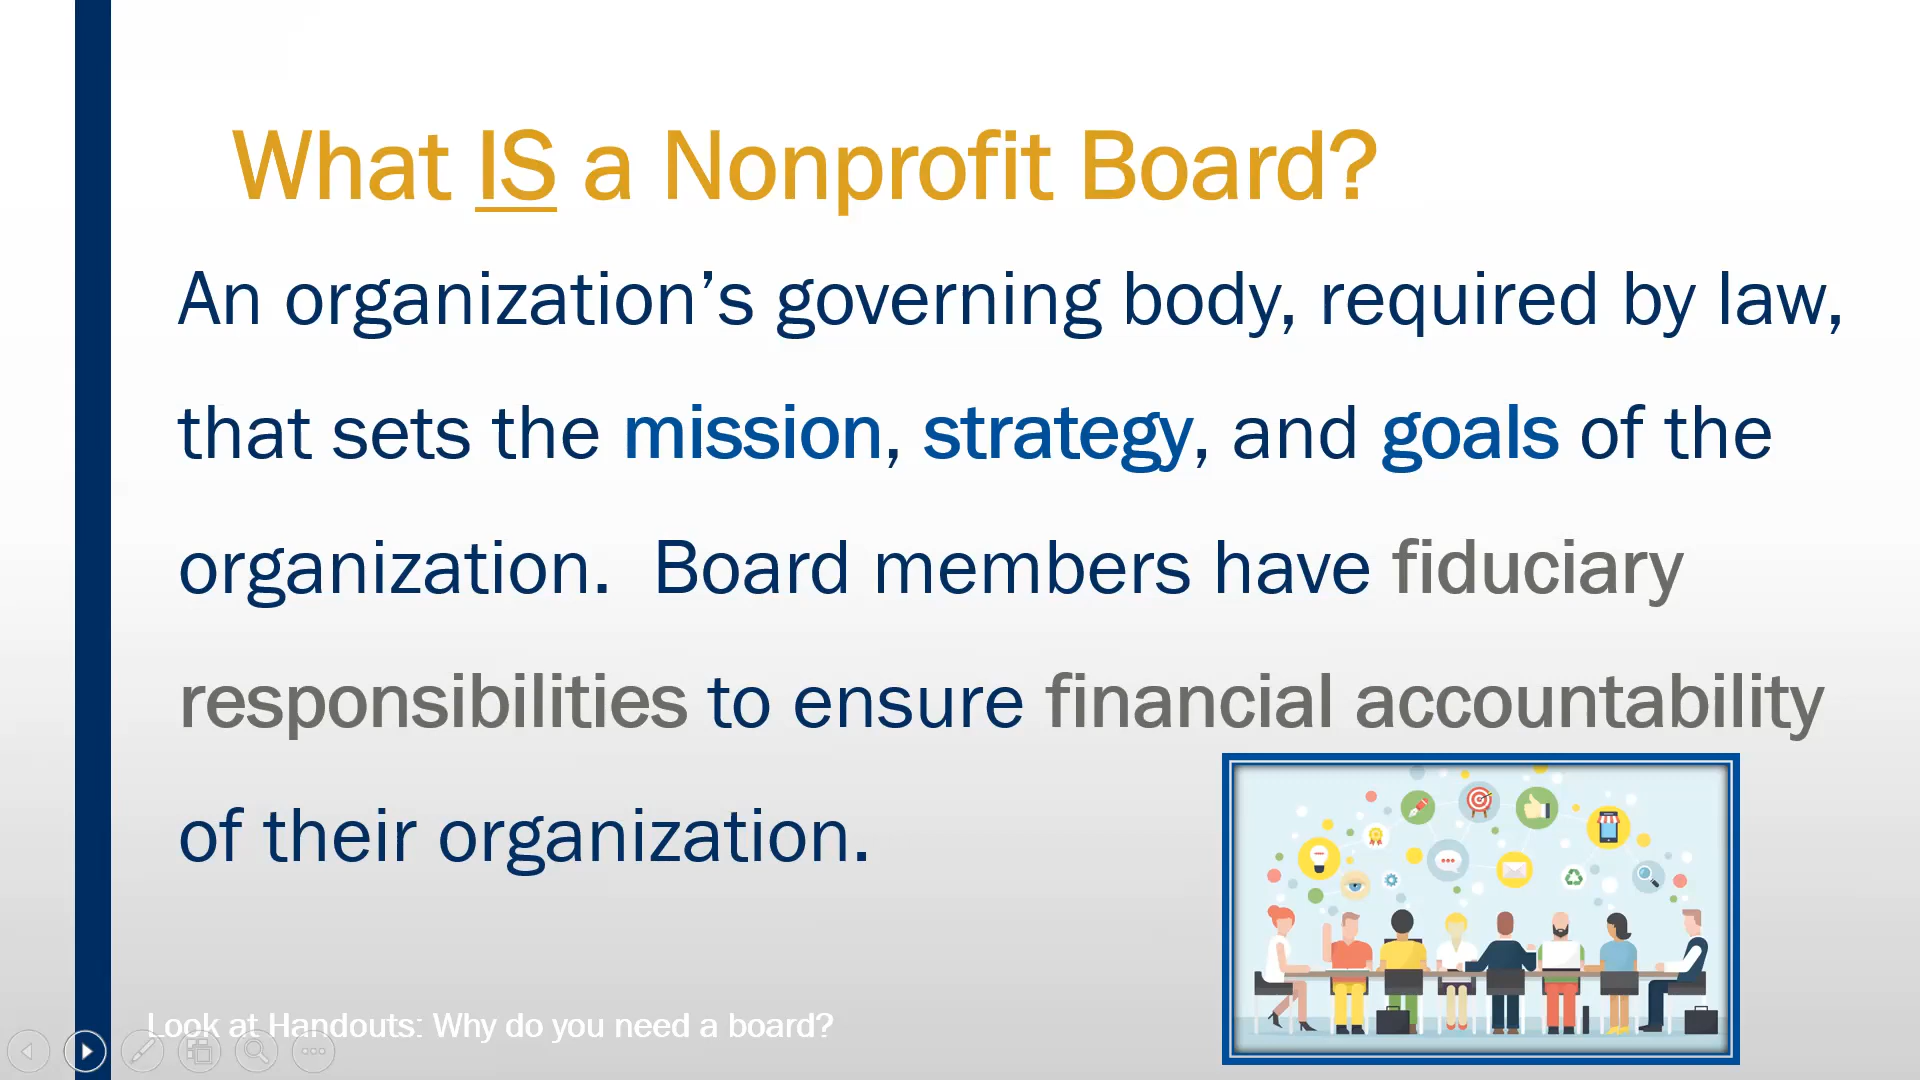 What IS a Nonprofit Board?
An organization’s governing body, required by law,
that sets the mission, strategy, and goals of the
organization.  Board members have fiduciary
responsibilities to ensure financial accountability
of their organization.
Look at Handouts: Why do you need a board?